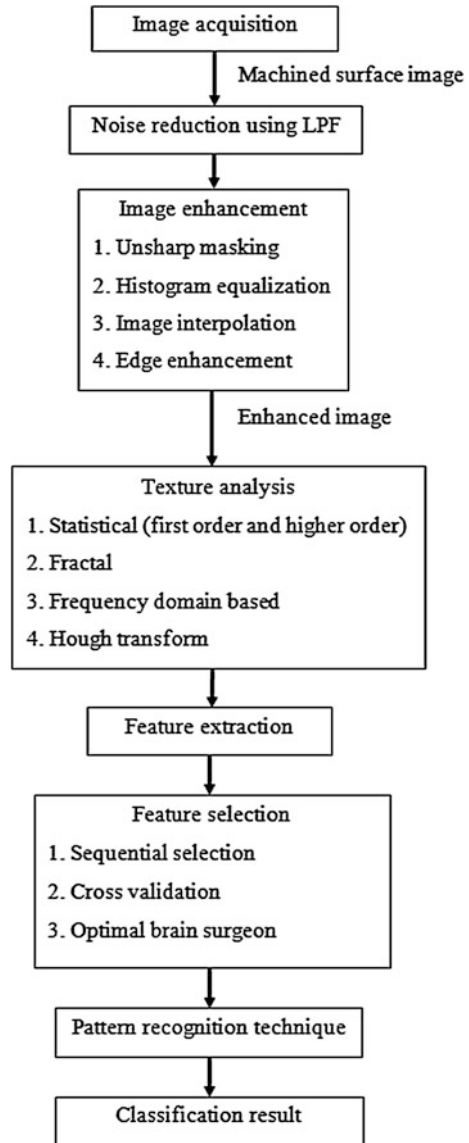 Image acquisition
Machined surface image
Noise reduction using LPF
Image enhancement
1. Unsharp masking
2. Histogram equalization
3. Image interpolation
4. Edge enhancement
Enhanced image
Texture analysis
1. Statistical (first order and higher order)
2. Fractal
3. Frequency domain based
4. Hough transform
Feature extraction
Feature selection
1. Sequential selection
2. Cross validation
3. Optimal brain surgeon
Pattern recognition technique
Classification result